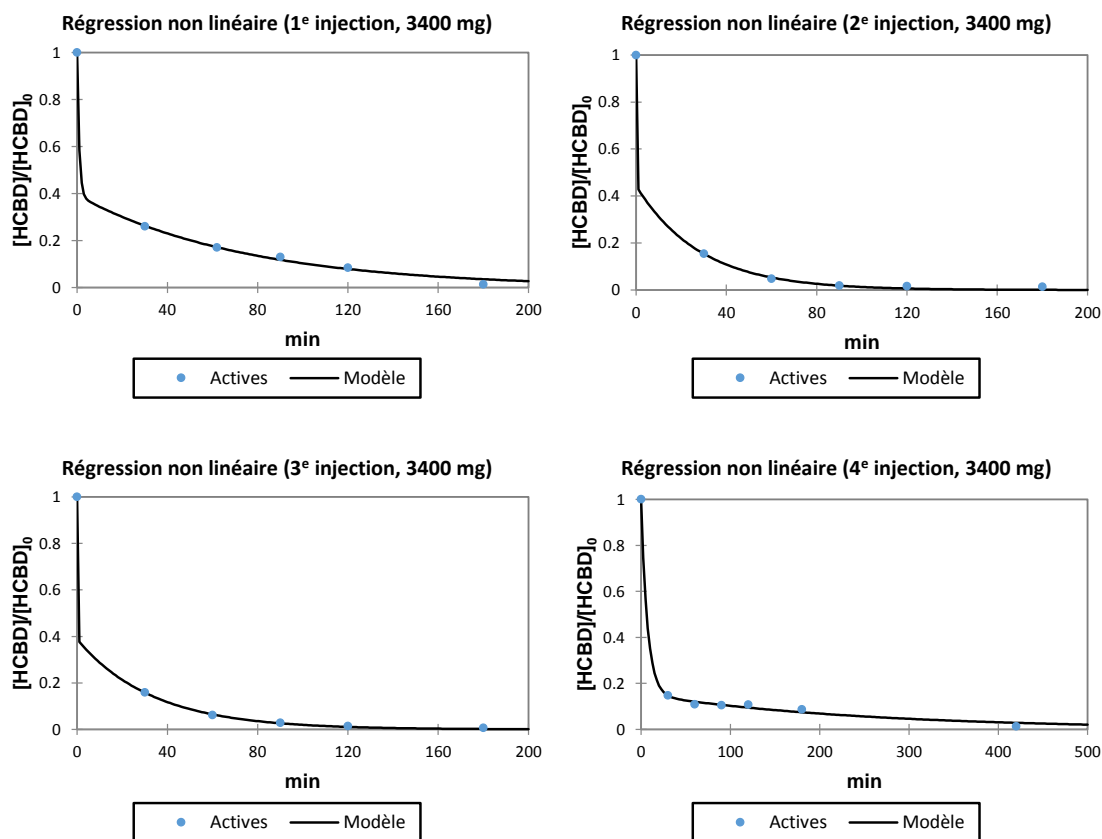 Régression non linéaire (1e injection, 3400 mg)
1
0.8
0.6
0.4
0.2
0
[HCBD]/[HCBD]0
0 40 80 120 160 200
min
Actives Modèle
Régression non linéaire (2e injection, 3400 mg)
1
0.8
0.6
0.4
0.2
0
[HCBD]/[HCBD]0
0 40 80 120 160 200
min
Actives Modèle
Régression non linéaire (3e injection, 3400 mg)
1
0.8
0.6
0.4
0.2
0
[HCBD]/[HCBD]0
0 40 80 120 160 200
min
Actives Modèle
Régression non linéaire (4e injection, 3400 mg)
1
0.8
0.6
0.4
0.2
0
[HCBD]/[HCBD]0
0 100 200 300 400 500
min
Actives Modèle